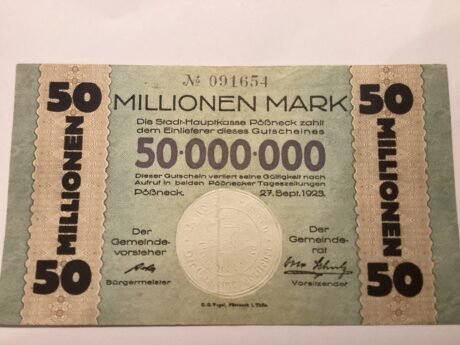 № 091654
50 MILLIONEN 50
MILLIONEN MARK
Die Stadt-Hauptkasse Pößneck zahlt
dem Einlieferer dieses Gutscheines
50·000·000
Dieser Gutschein verliert seine Gültigkeit nach
Aufruf in beiden Pößnecker Tageszeitungen
Pößneck, 27. Sept. 1923.
Der
Gemeinde-
vorsteher
Bürgermeister
Der
Gemeinde-
rat
Vorsitzender
50 MILLIONEN 50